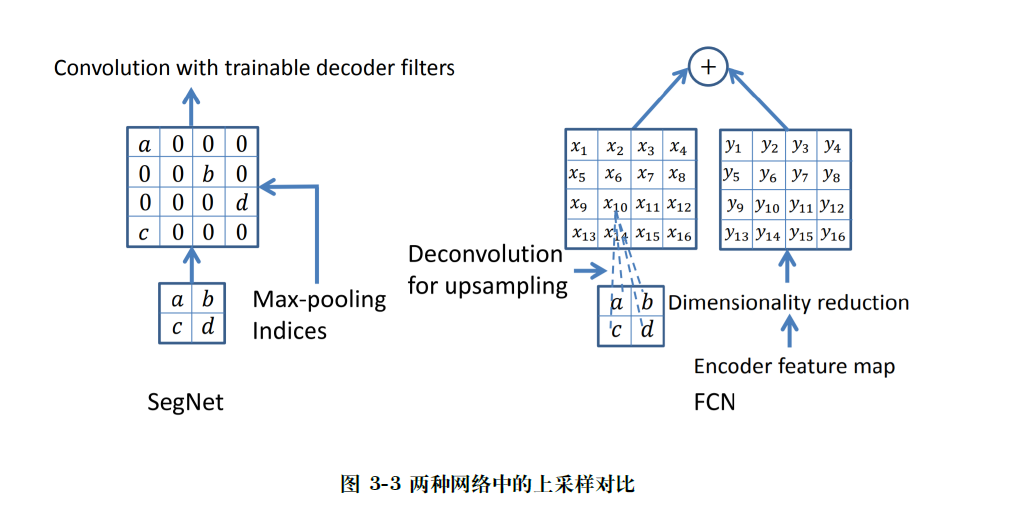 Convolution with trainable decoder filters
a 0 0 0
0 0 b 0
0 0 0 d
c 0 0 0
a b
c d
Max-pooling
Indices
SegNet
+
x₁ x₂ x₃ x₄
x₅ x₆ x₇ x₈
x₉ x₁₀ x₁₁ x₁₂
x₁₃ x₁₄ x₁₅ x₁₆
y₁ y₂ y₃ y₄
y₅ y₆ y₇ y₈
y₉ y₁₀ y₁₁ y₁₂
y₁₃ y₁₄ y₁₅ y₁₆
Deconvolution
for upsampling
a b
c d
Dimensionality reduction
Encoder feature map
FCN
图 3-3 两种网络中的上采样对比